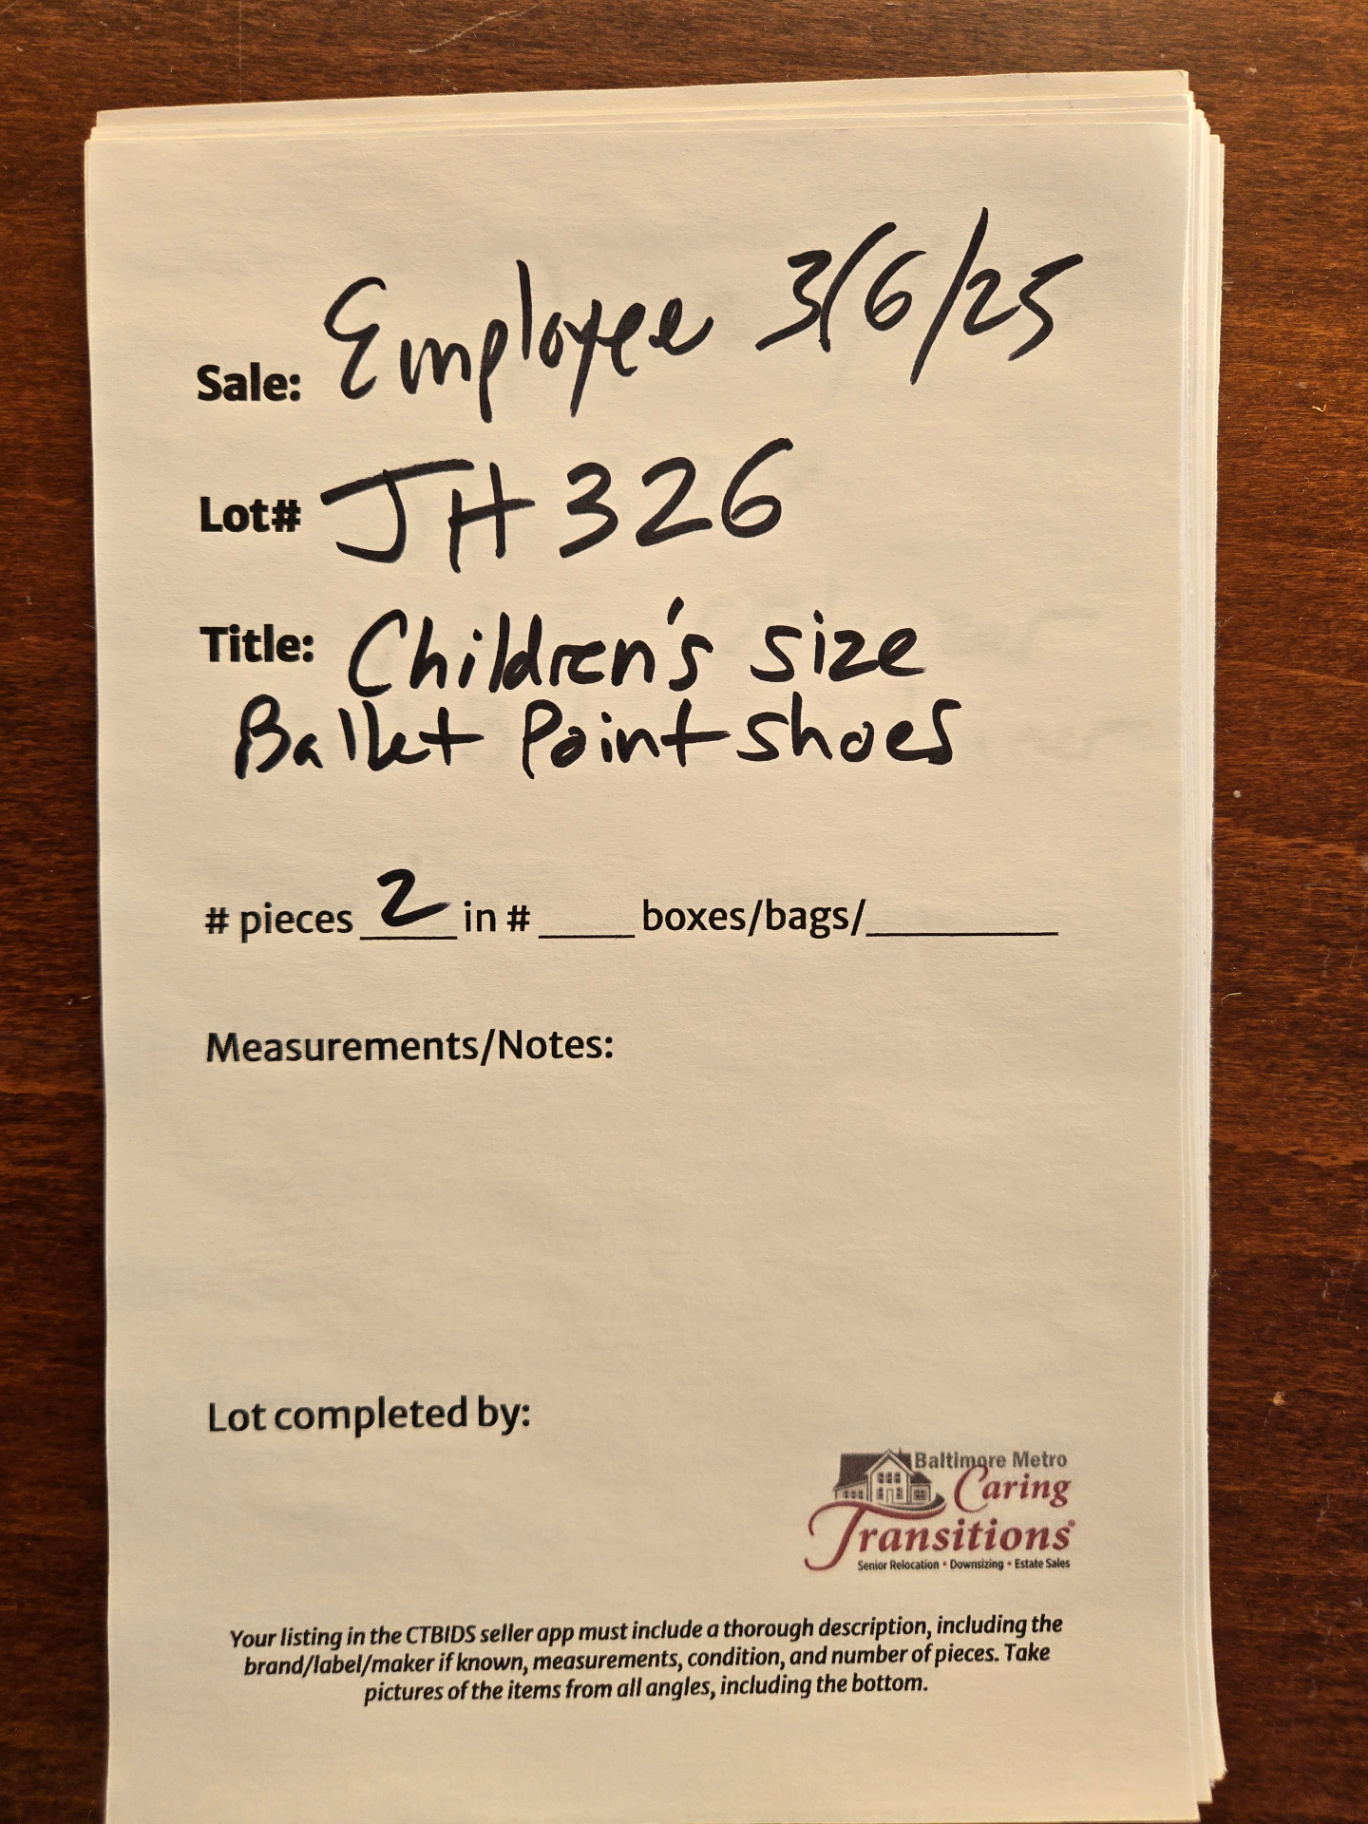 Sale: Employee 3/6/25
Lot# JH326
Title: Children's size
Ballet Point shoes
# pieces 2 in # ____ boxes/bags/________
Measurements/Notes:
Lot completed by:
Baltimore Metro
Caring
Transitions®
Senior Relocation • Downsizing • Estate Sales
Your listing in the CTBIDS seller app must include a thorough description, including the
brand/label/maker if known, measurements, condition, and number of pieces. Take
pictures of the items from all angles, including the bottom.